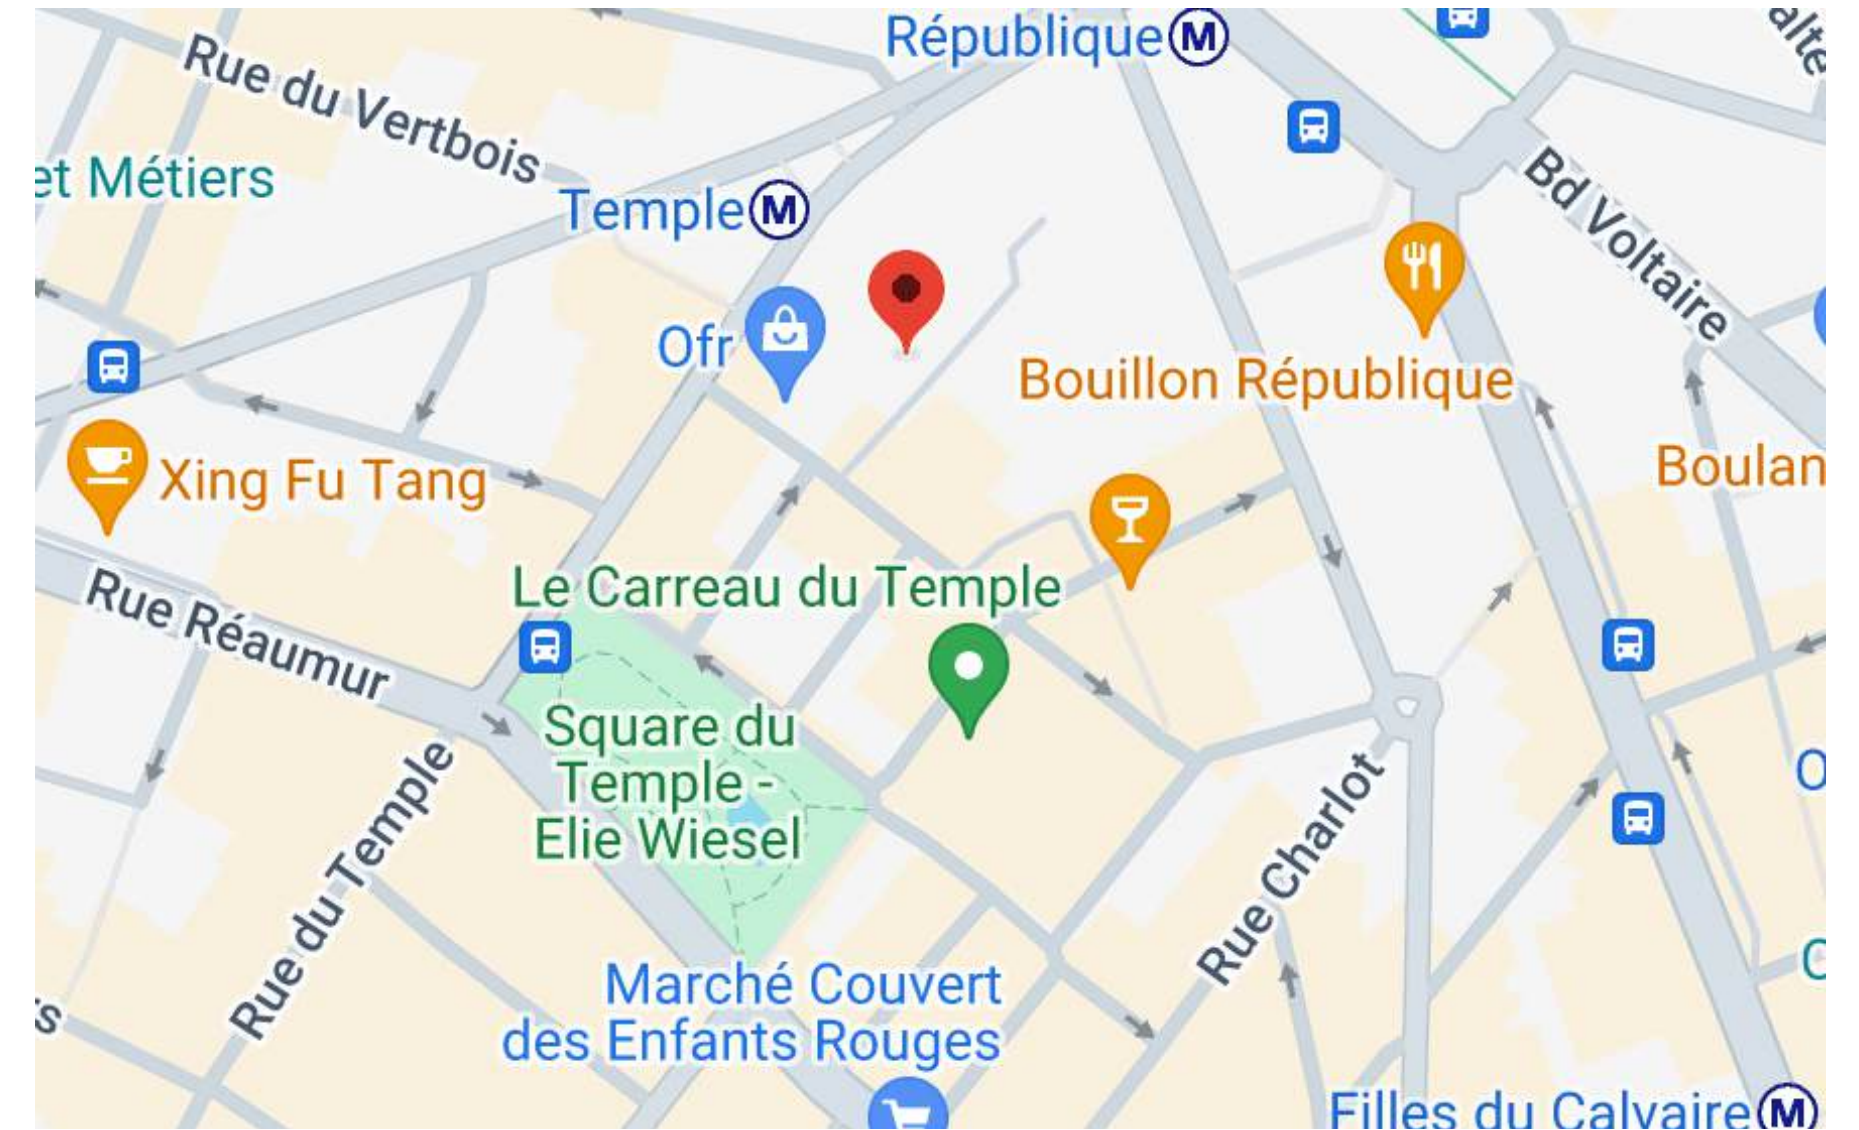 République
M
alte
Rue du Vertbois
et Métiers
Temple
M
Bd Voltaire
Ofr
Bouillon République
Xing Fu Tang
Boulan
Le Carreau du Temple
Rue Réaumur
Square du
Temple -
Elie Wiesel
Rue du Temple
Rue Charlot
Marché Couvert
des Enfants Rouges
Filles du Calvaire
M